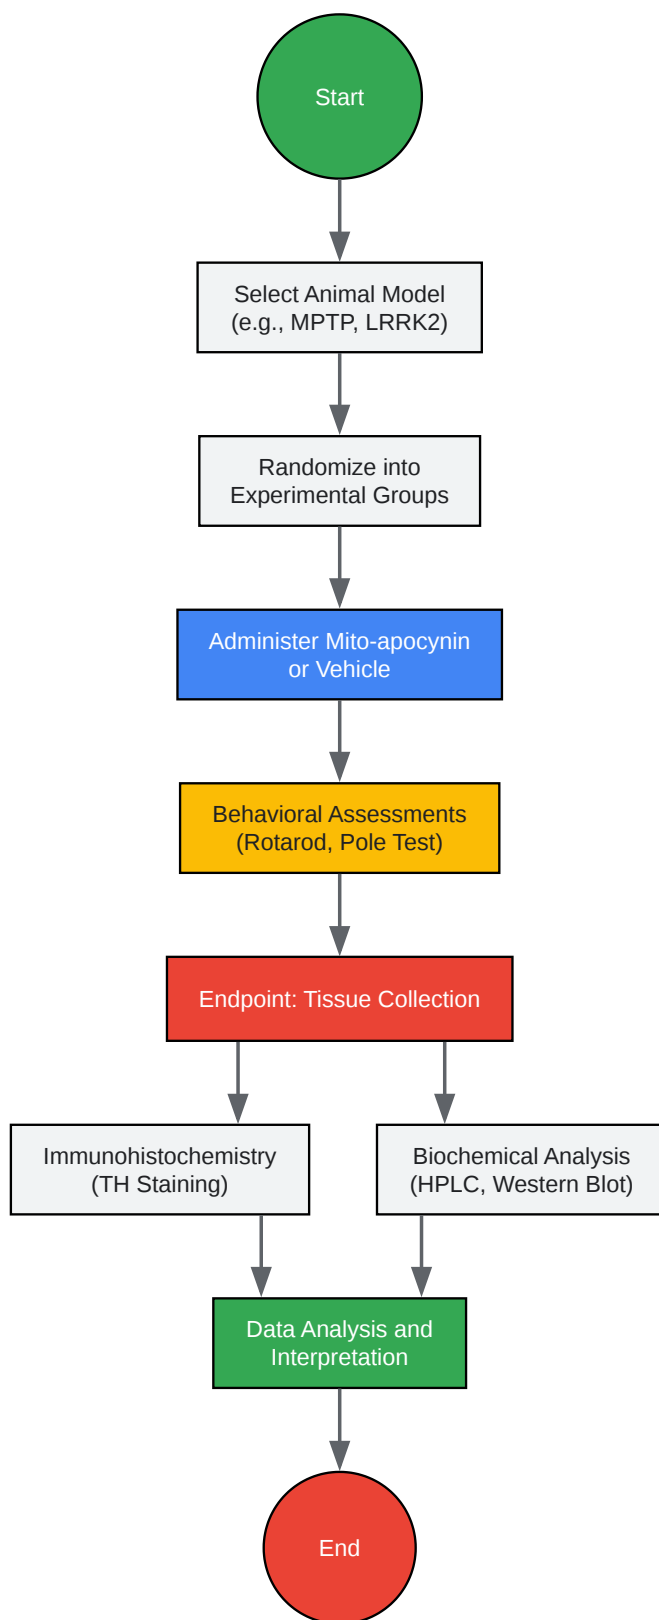 Start
Select Animal Model
(e.g., MPTP, LRRK2)
Randomize into
Experimental Groups
Administer Mito-apocynin
or Vehicle
Behavioral Assessments
(Rotarod, Pole Test)
Endpoint: Tissue Collection
Immunohistochemistry
(TH Staining)
Biochemical Analysis
(HPLC, Western Blot)
Data Analysis and
Interpretation
End